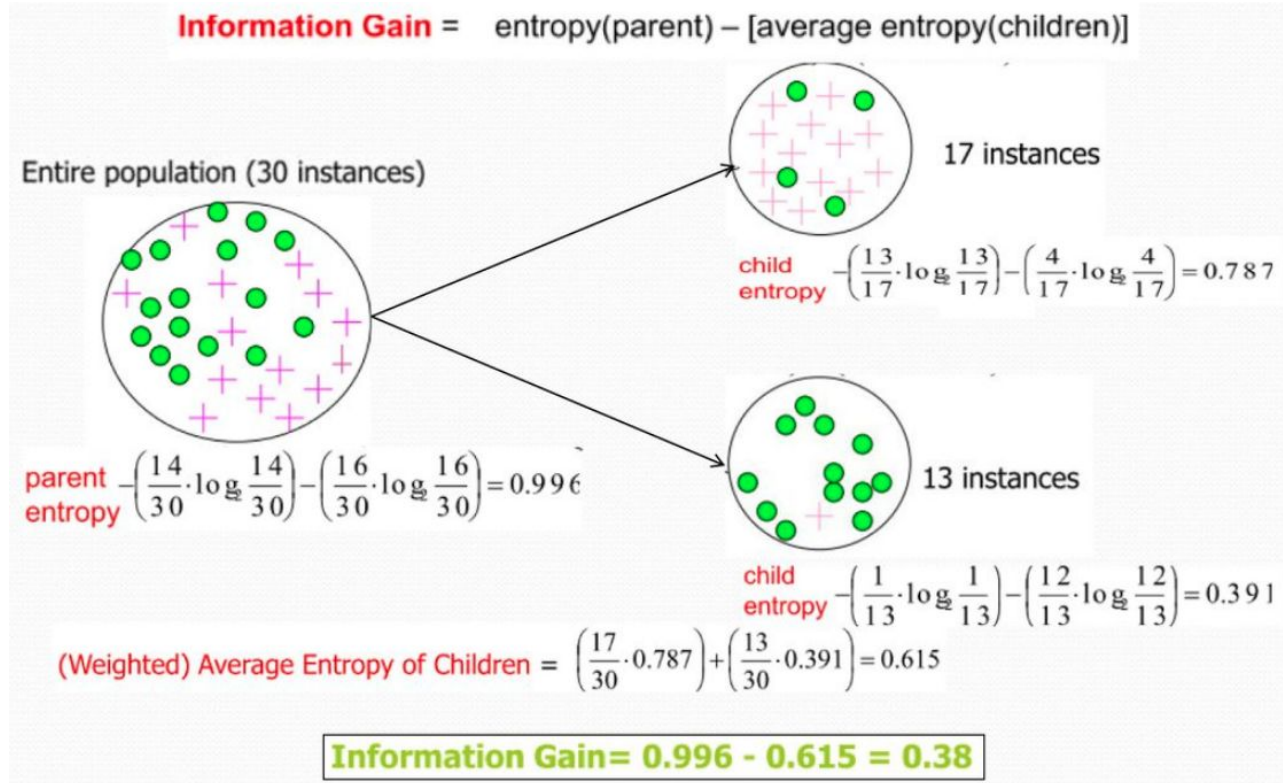 Information Gain = entropy(parent) – [average entropy(children)]
17 instances
Entire population (30 instances)
child entropy -(13/17 · log₂ 13/17) - (4/17 · log₂ 4/17) = 0.787
parent entropy -(14/30 · log₂ 14/30) - (16/30 · log₂ 16/30) = 0.996
13 instances
child entropy -(1/13 · log₂ 1/13) - (12/13 · log₂ 12/13) = 0.391
(Weighted) Average Entropy of Children = (17/30 · 0.787) + (13/30 · 0.391) = 0.615
Information Gain= 0.996 - 0.615 = 0.38